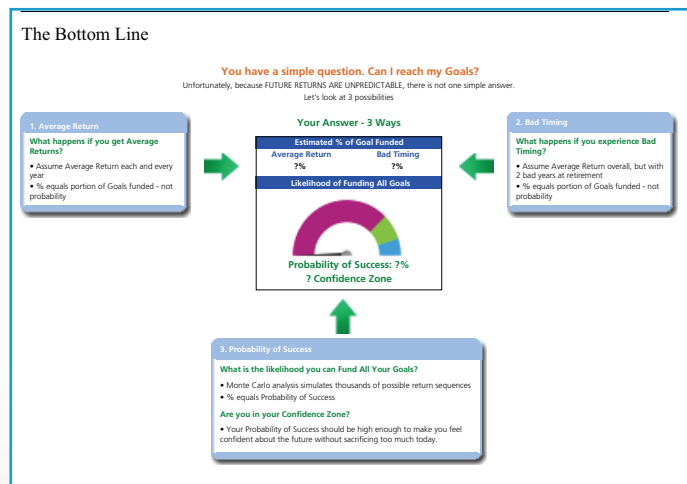 The Bottom Line
You have a simple question. Can I reach my Goals?
Unfortunately, because FUTURE RETURNS ARE UNPREDICTABLE, there is not one simple answer.
Let's look at 3 possibilities
1. Average Return
What happens if you get Average
Returns?
• Assume Average Return each and every
year
• % equals portion of Goals funded - not
probability
Your Answer - 3 Ways
Estimated % of Goal Funded
Average Return Bad Timing
?% ?%
Likelihood of Funding All Goals
Probability of Success: ?%
? Confidence Zone
2. Bad Timing
What happens if you experience Bad
Timing?
• Assume Average Return overall, but with
2 bad years at retirement
• % equals portion of Goals funded - not
probability
3. Probability of Success
What is the likelihood you can Fund All Your Goals?
• Monte Carlo analysis simulates thousands of possible return sequences
• % equals Probability of Success
Are you in your Confidence Zone?
• Your Probability of Success should be high enough to make you feel
confident about the future without sacrificing too much today.